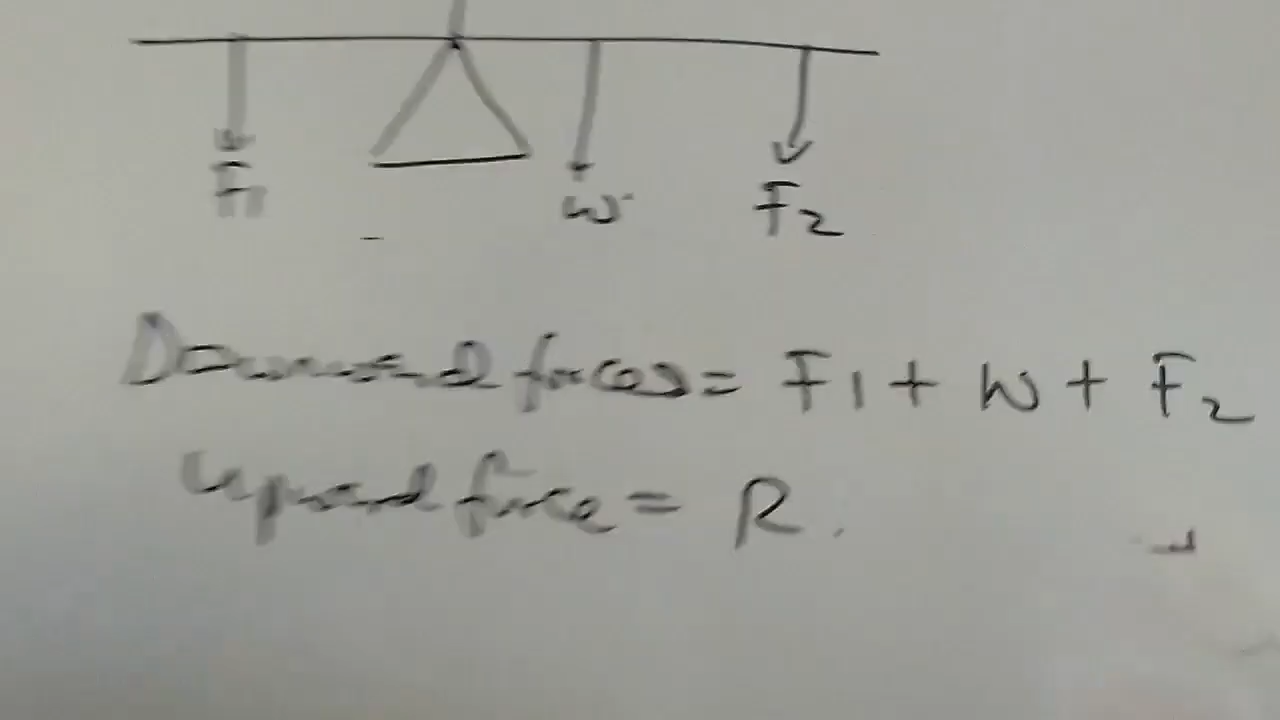 F1 w F2
Downward forces = F1 + W + F2
upward force = R.